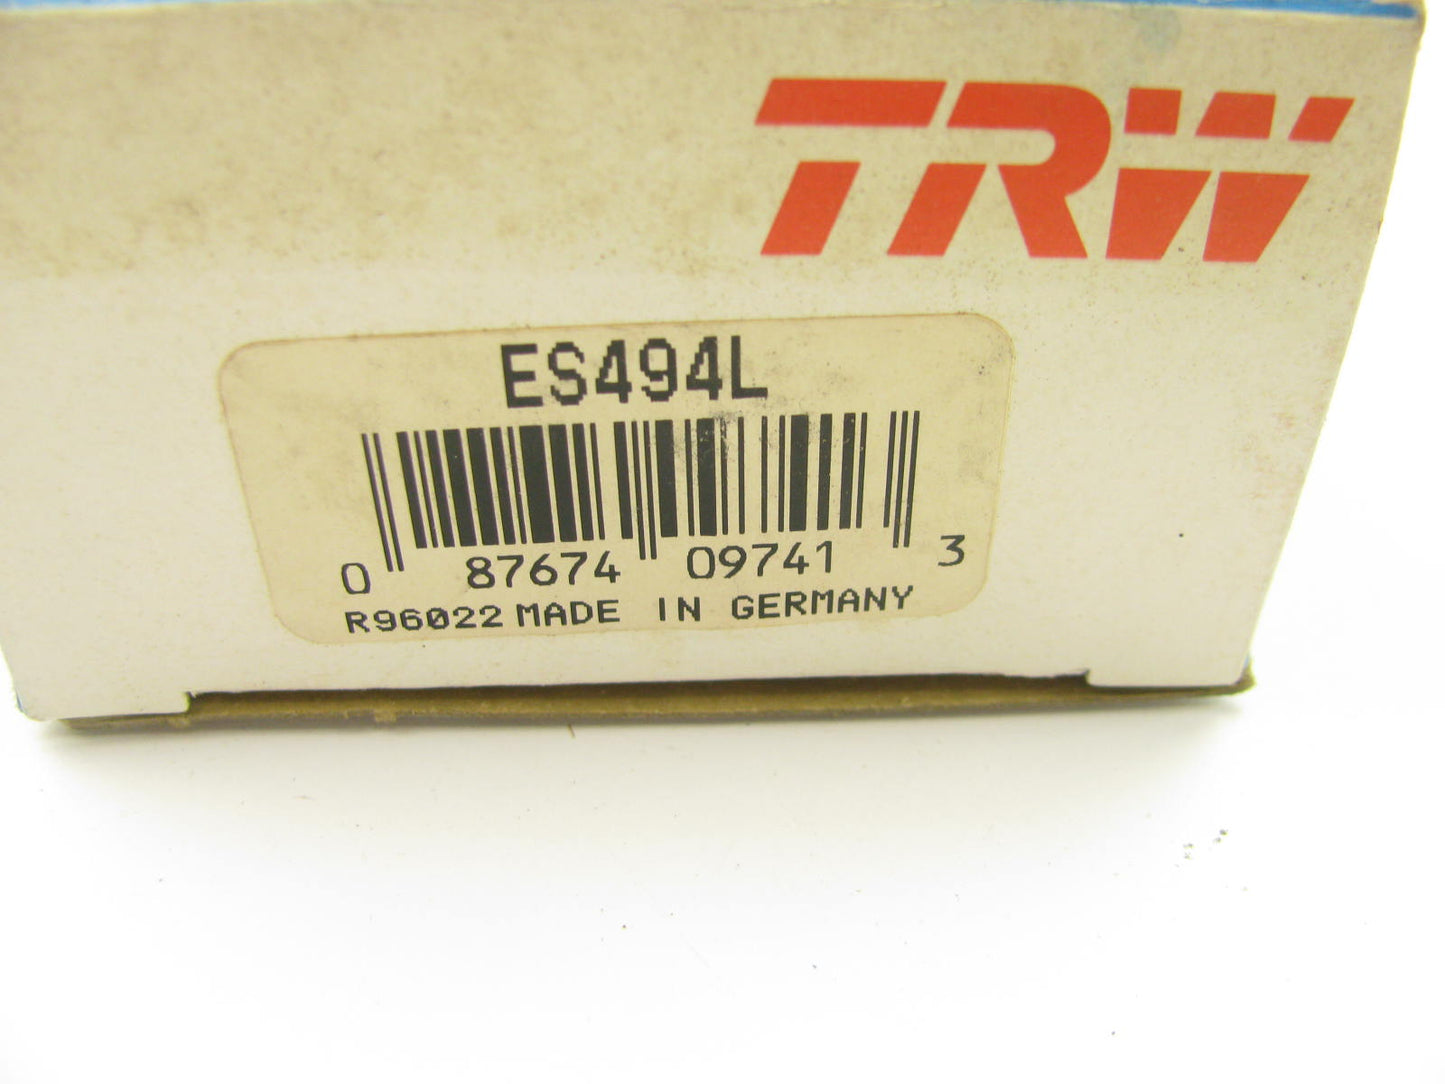 TRW
ES494L
0 87674 09741 3
R96022 MADE IN GERMANY